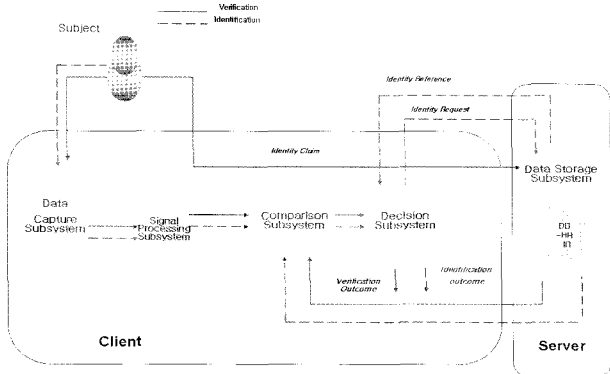 Verification
Identification
Subject
Identity Reference
Identity Request
Identity Claim
Data Storage
Subsystem
Data
Capture
Subsystem
Signal
Processing
Subsystem
Comparison
Subsystem
Decision
Subsystem
Verification
Outcome
Identification
outcome
Client
Server